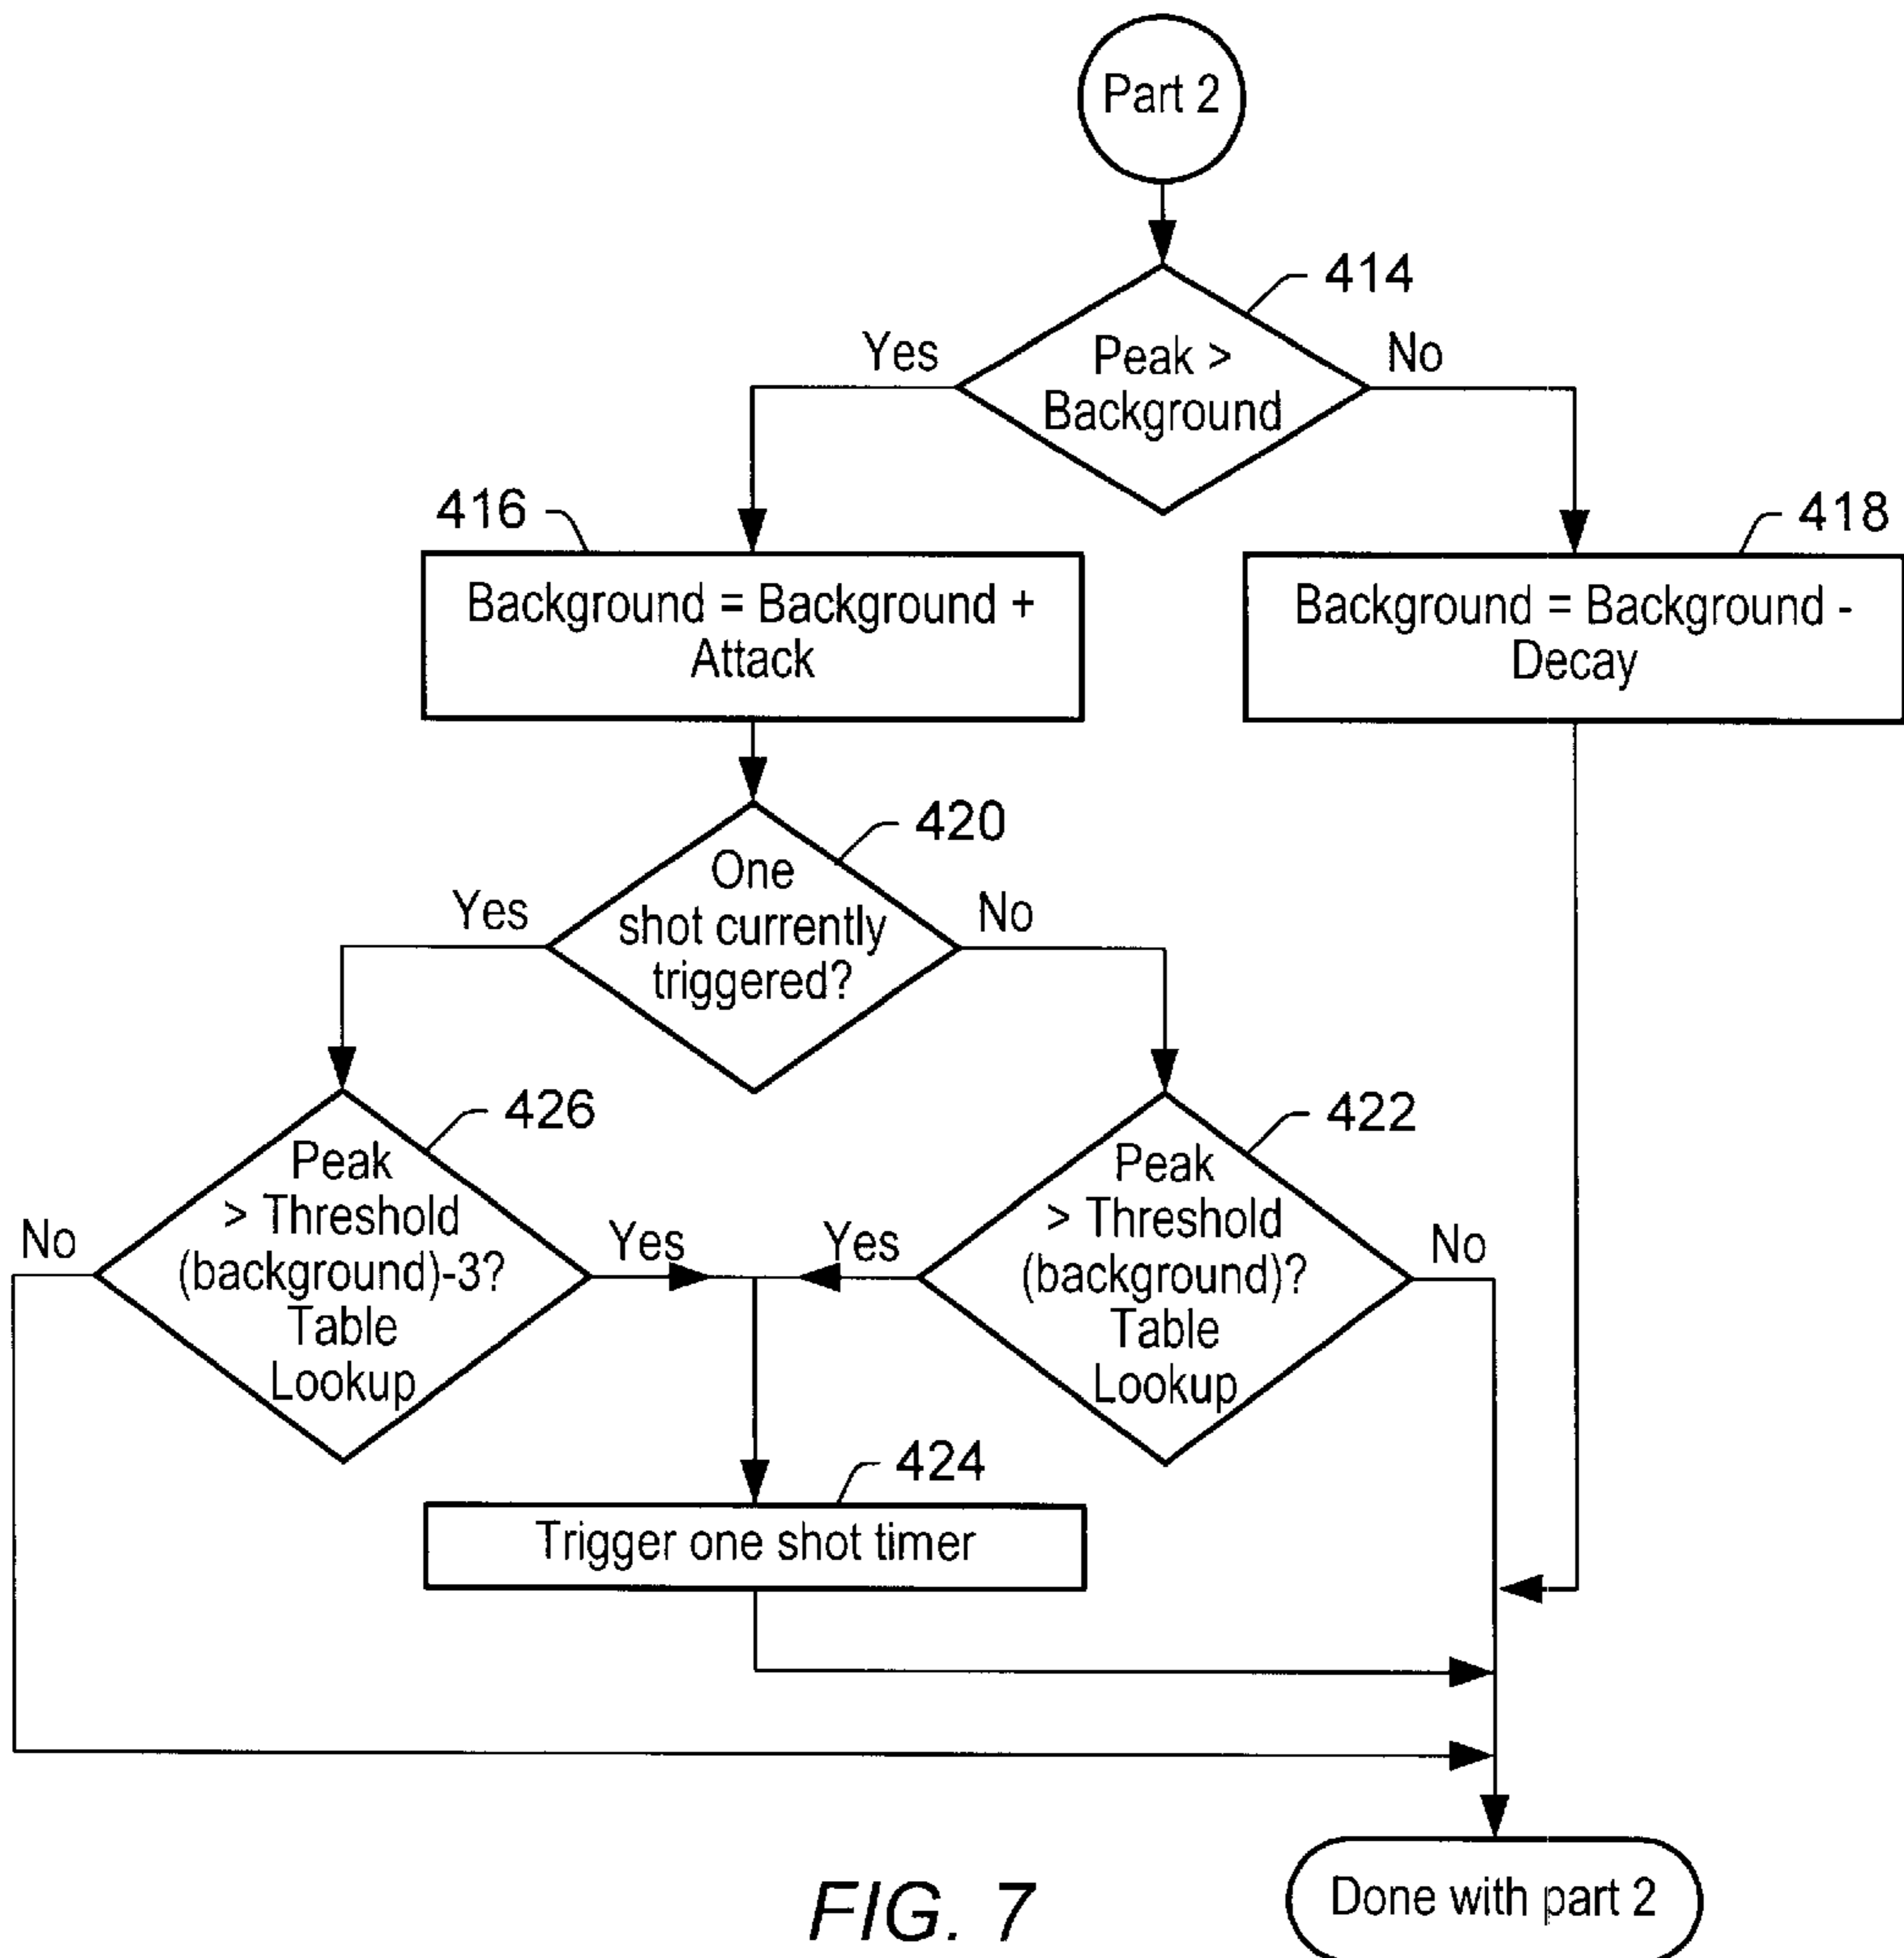 Part 2
414
Yes
Peak >
Background
No
416
418
Background = Background +
Attack
Background = Background -
Decay
420
One
shot currently
triggered?
Yes
No
426
422
Peak
> Threshold
(background)-3?
Table
Lookup
No
Yes
Peak
> Threshold
(background)?
Table
Lookup
Yes
No
424
Trigger one shot timer
Done with part 2
FIG. 7